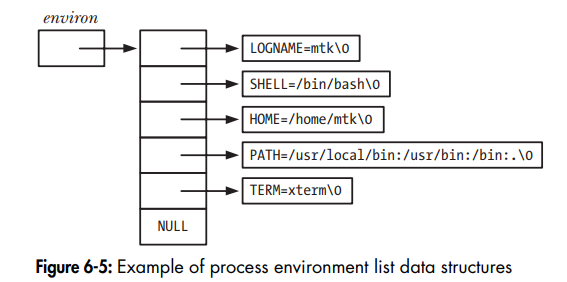 environ
LOGNAME=mtk\0
SHELL=/bin/bash\0
HOME=/home/mtk\0
PATH=/usr/local/bin:/usr/bin:/bin:.\0
TERM=xterm\0
NULL
Figure 6-5: Example of process environment list data structures